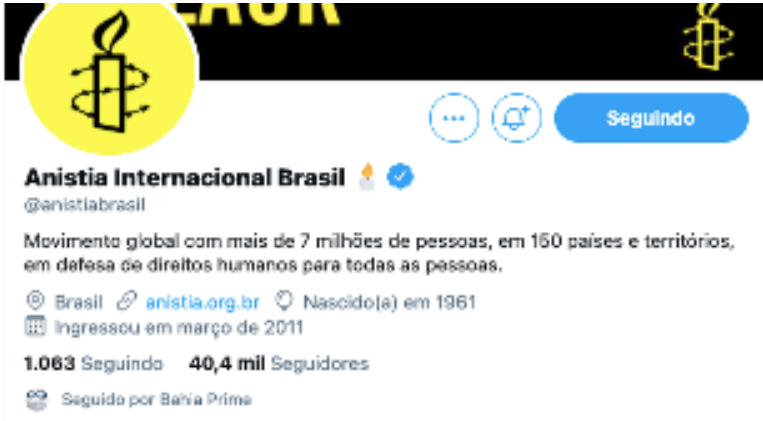 Seguindo
Anistia Internacional Brasil
@anistiabrasil
Movimento global com mais de 7 milhões de pessoas, em 150 países e territórios,
em defesa de direitos humanos para todas as pessoas.
Brasil anistia.org.br Nascido(a) em 1961
Ingressou em março de 2011
1.063 Seguindo 40,4 mil Seguidores
Seguido por Bahia Prime